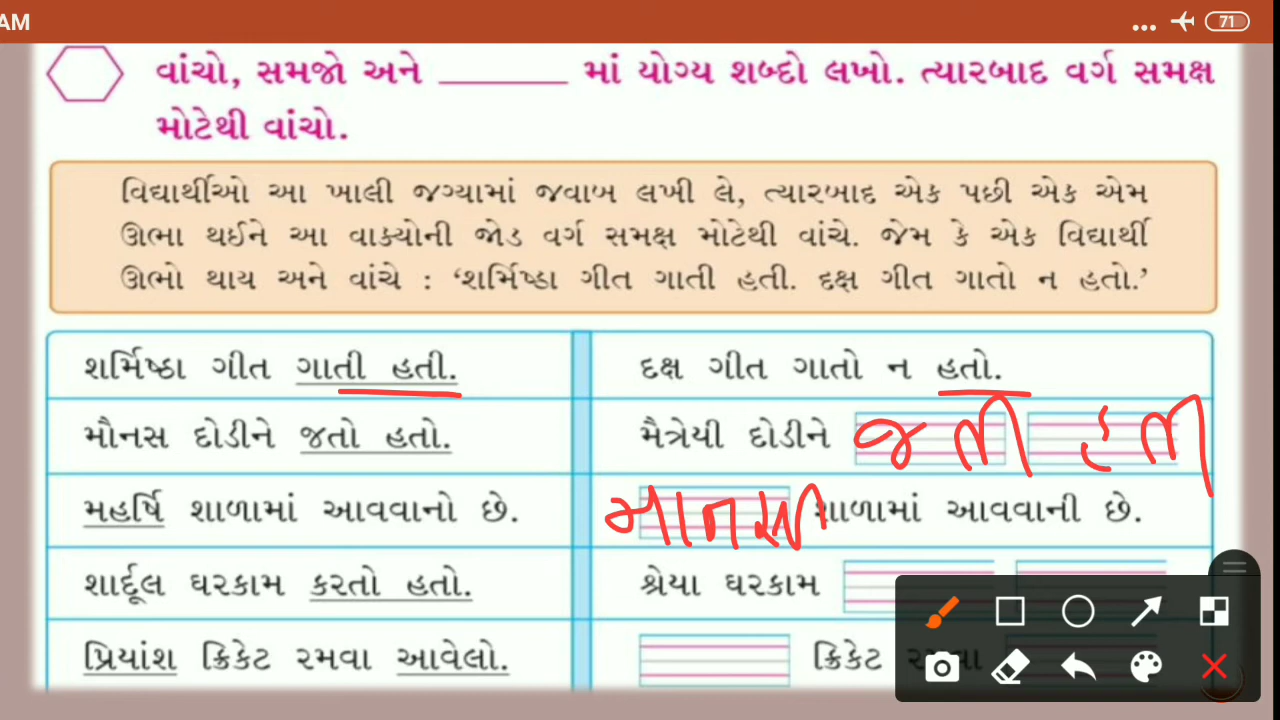 AM
... 71
વાંચો, સમજો અને ________ માં યોગ્ય શબ્દો લખો. ત્યારબાદ વર્ગ સમક્ષ
મોટેથી વાંચો.
વિદ્યાર્થીઓ આ ખાલી જગ્યામાં જવાબ લખી લે, ત્યારબાદ એક પછી એક એમ
ઊભા થઈને આ વાક્યોની જોડ વર્ગ સમક્ષ મોટેથી વાંચે. જેમ કે એક વિદ્યાર્થી
ઊભો થાય અને વાંચે : ‘શર્મિષ્ઠા ગીત ગાતી હતી. દક્ષ ગીત ગાતો ન હતો.’
શર્મિષ્ઠા ગીત ગાતી હતી. દક્ષ ગીત ગાતો ન હતો.
મૌનસ દોડીને જતો હતો. મૈત્રેયી દોડીને જતી હતી
મહર્ષિ શાળામાં આવવાનો છે. શાળામાં આવવાની છે.
શાર્દૂલ ઘરકામ કરતો હતો. શ્રેયા ઘરકામ
પ્રિયાંશ ક્રિકેટ રમવા આવેલો. ક્રિકેટ રમવા